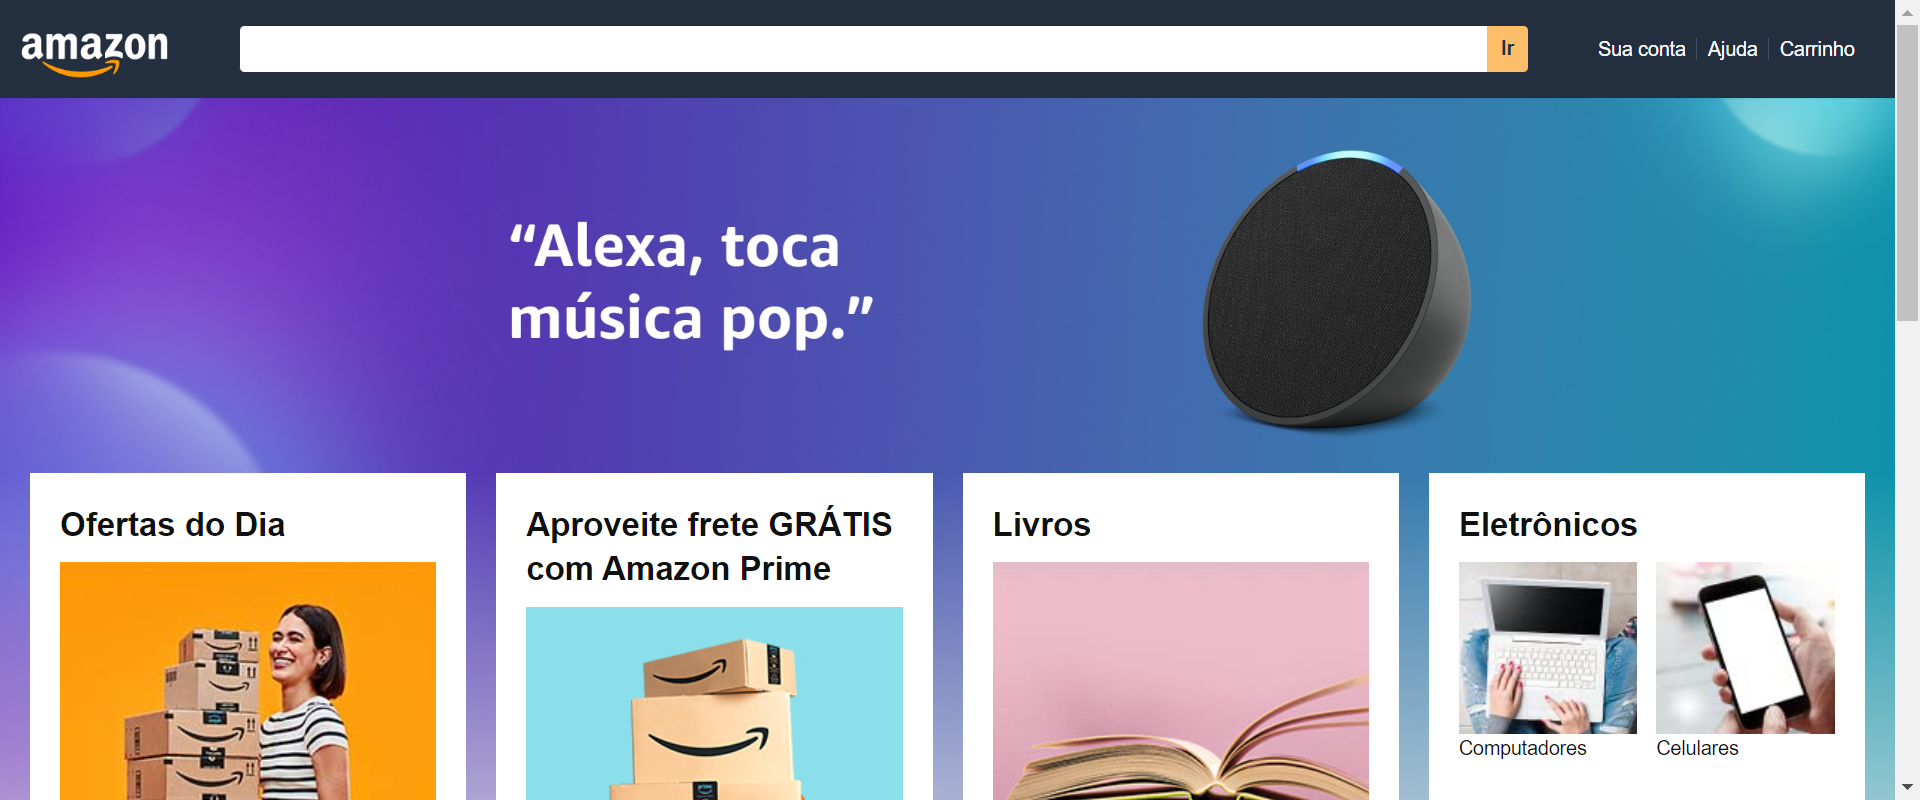 amazon
Ir
Sua conta
Ajuda
Carrinho
“Alexa, toca
música pop.”
Ofertas do Dia
Aproveite frete GRÁTIS
com Amazon Prime
Livros
Eletrônicos
Computadores
Celulares